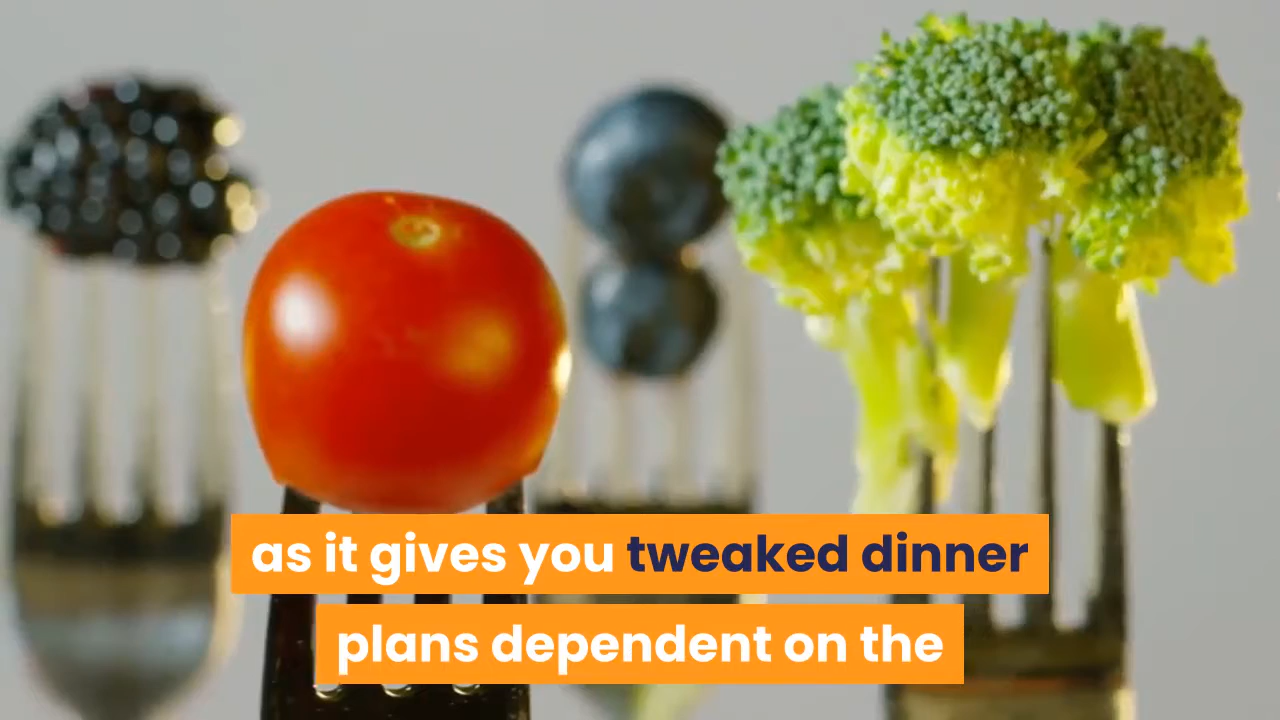 as it gives you tweaked dinner
plans dependent on the